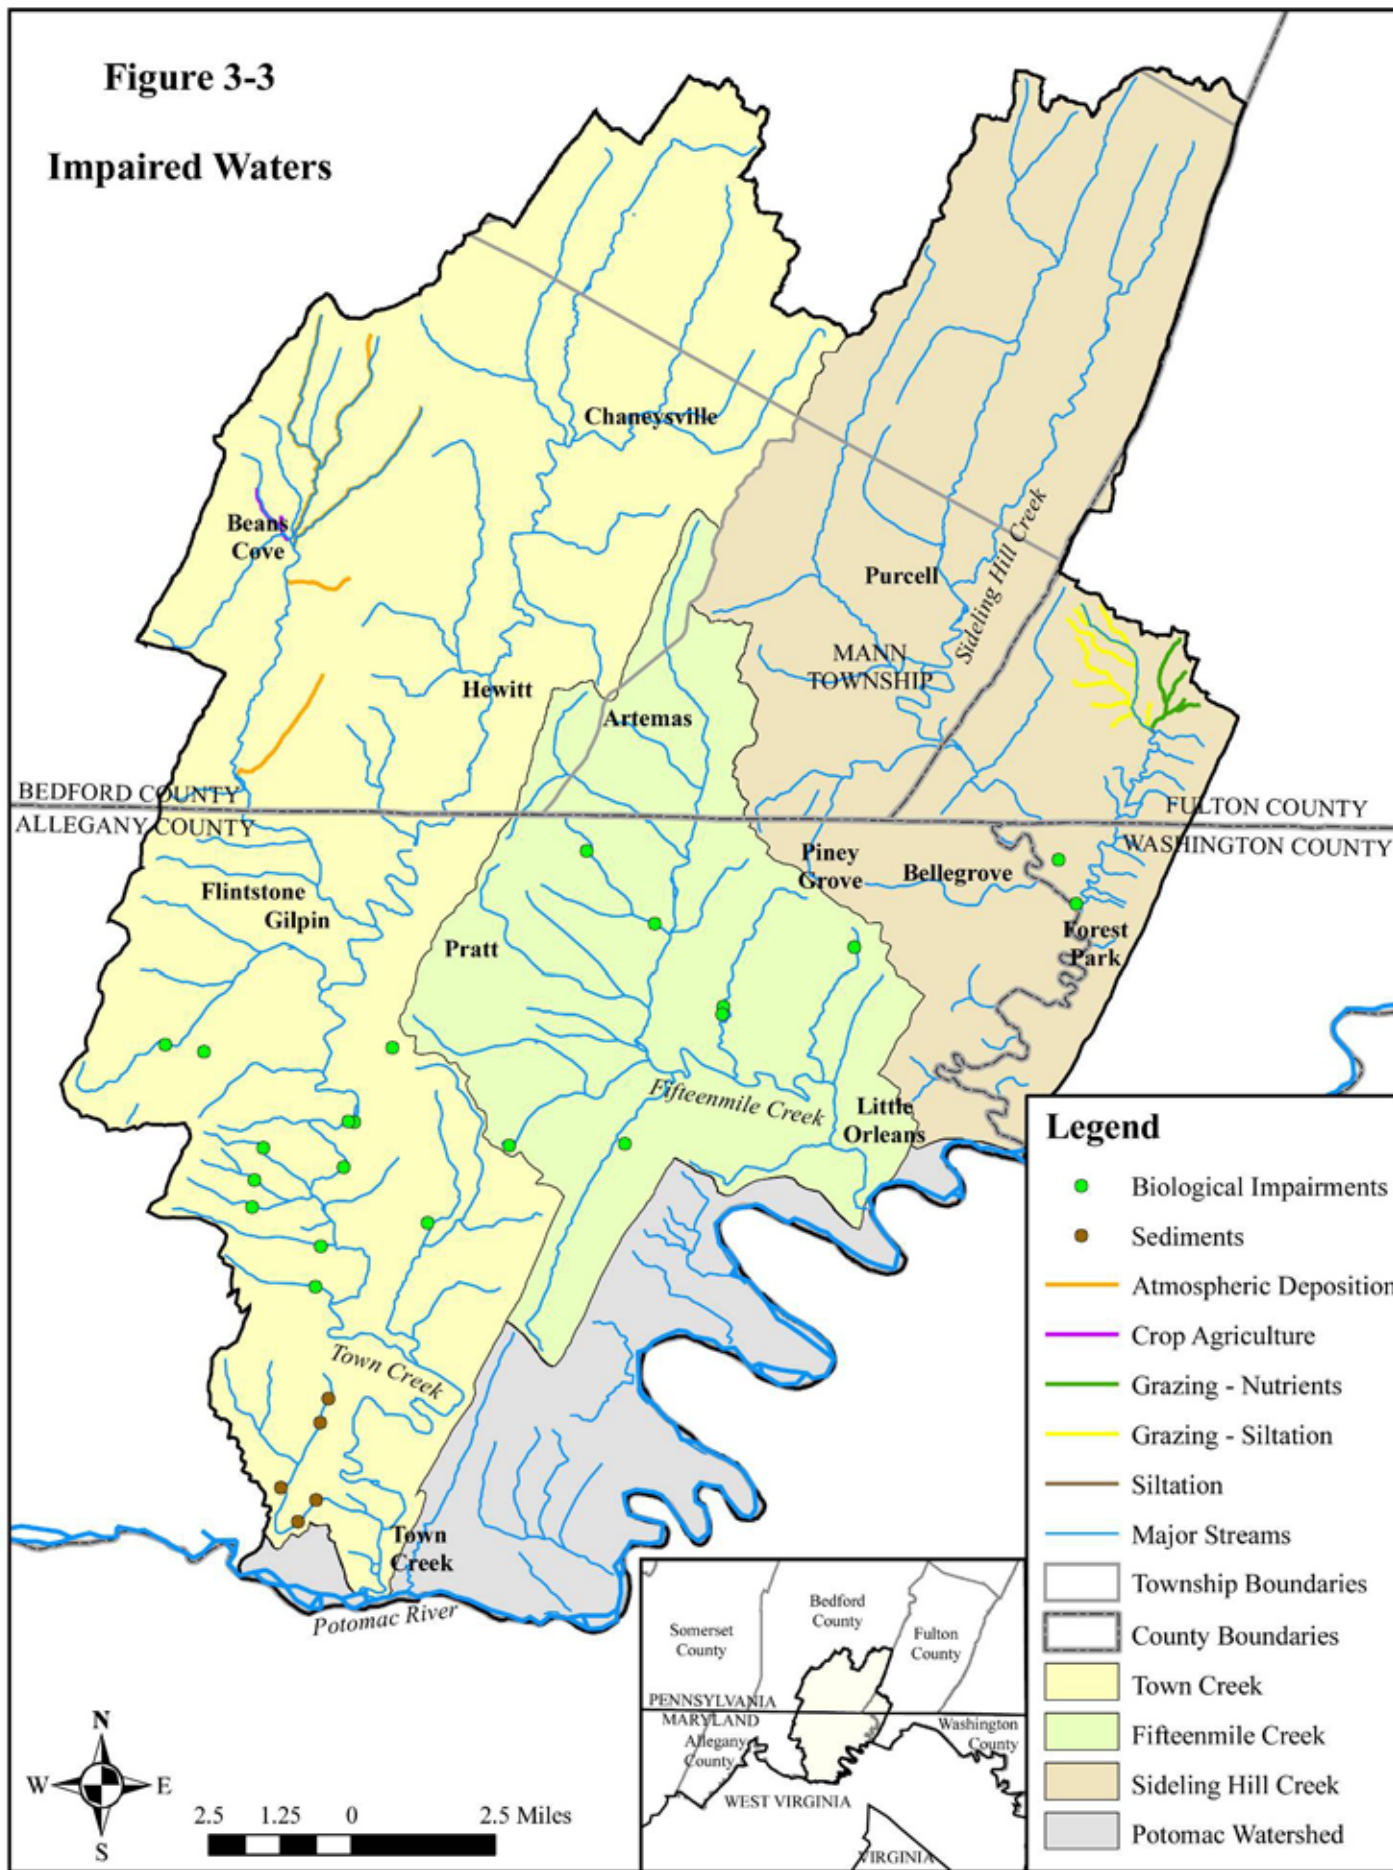 Figure 3-3
Impaired Waters
Chaneysville
Beans
Cove
Purcell
Sideling Hill Creek
MANN
TOWNSHIP
Hewitt
Artemas
BEDFORD COUNTY
ALLEGANY COUNTY
FULTON COUNTY
WASHINGTON COUNTY
Piney
Grove
Bellegrove
Flintstone
Gilpin
Pratt
Forest
Park
Fifteenmile Creek
Little
Orleans
Town Creek
Town
Creek
Potomac River
Legend
Biological Impairments
Sediments
Atmospheric Deposition
Crop Agriculture
Grazing - Nutrients
Grazing - Siltation
Siltation
Major Streams
Township Boundaries
County Boundaries
Town Creek
Fifteenmile Creek
Sideling Hill Creek
Potomac Watershed
Bedford
County
Somerset
County
Fulton
County
PENNSYLVANIA
MARYLAND
Allegany
County
Washington
County
WEST VIRGINIA
VIRGINIA
N
W
E
S
2.5 1.25 0 2.5 Miles